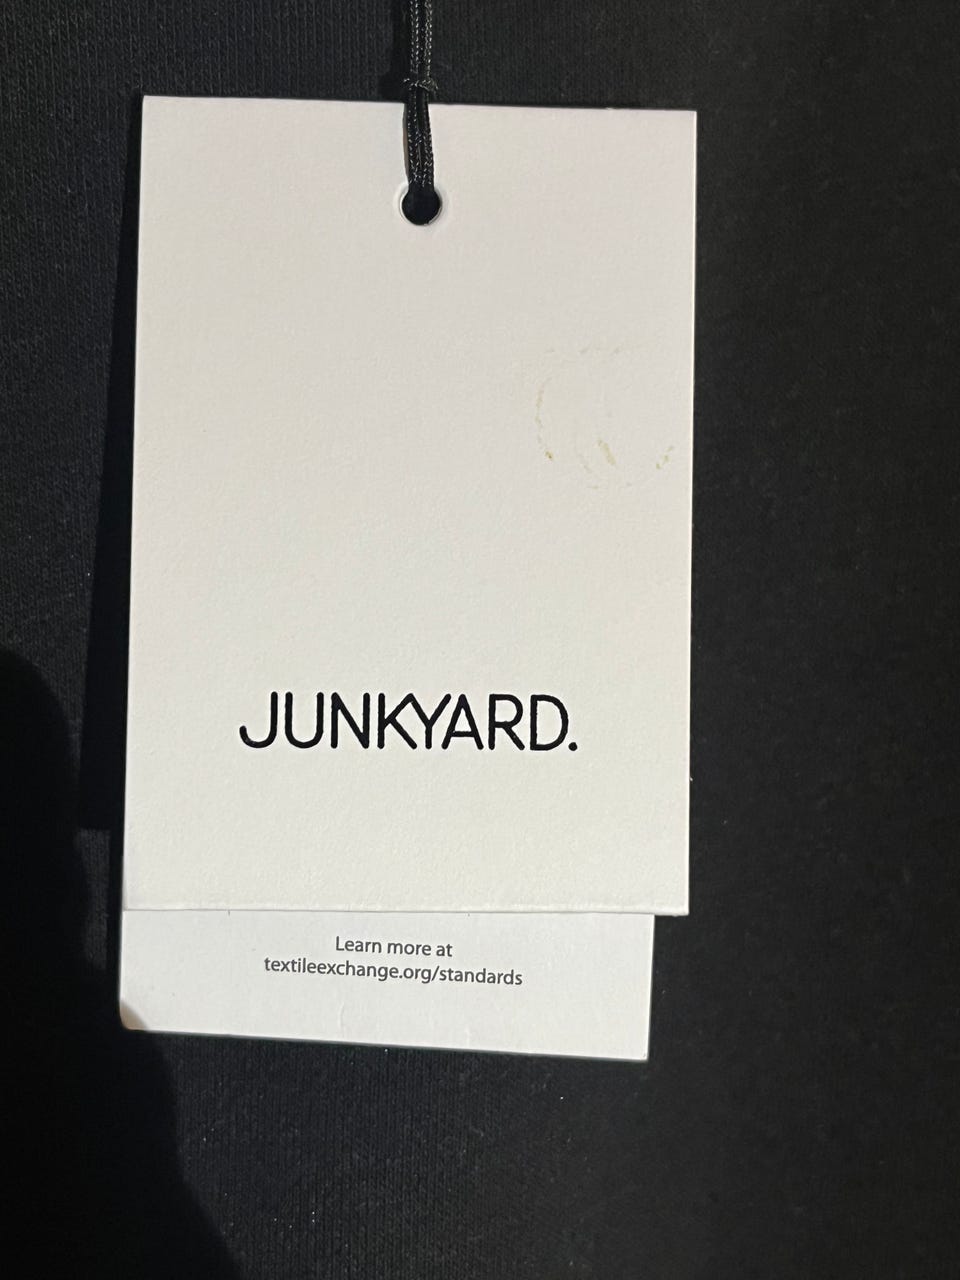 JUNKYARD.
Learn more at
textileexchange.org/standards